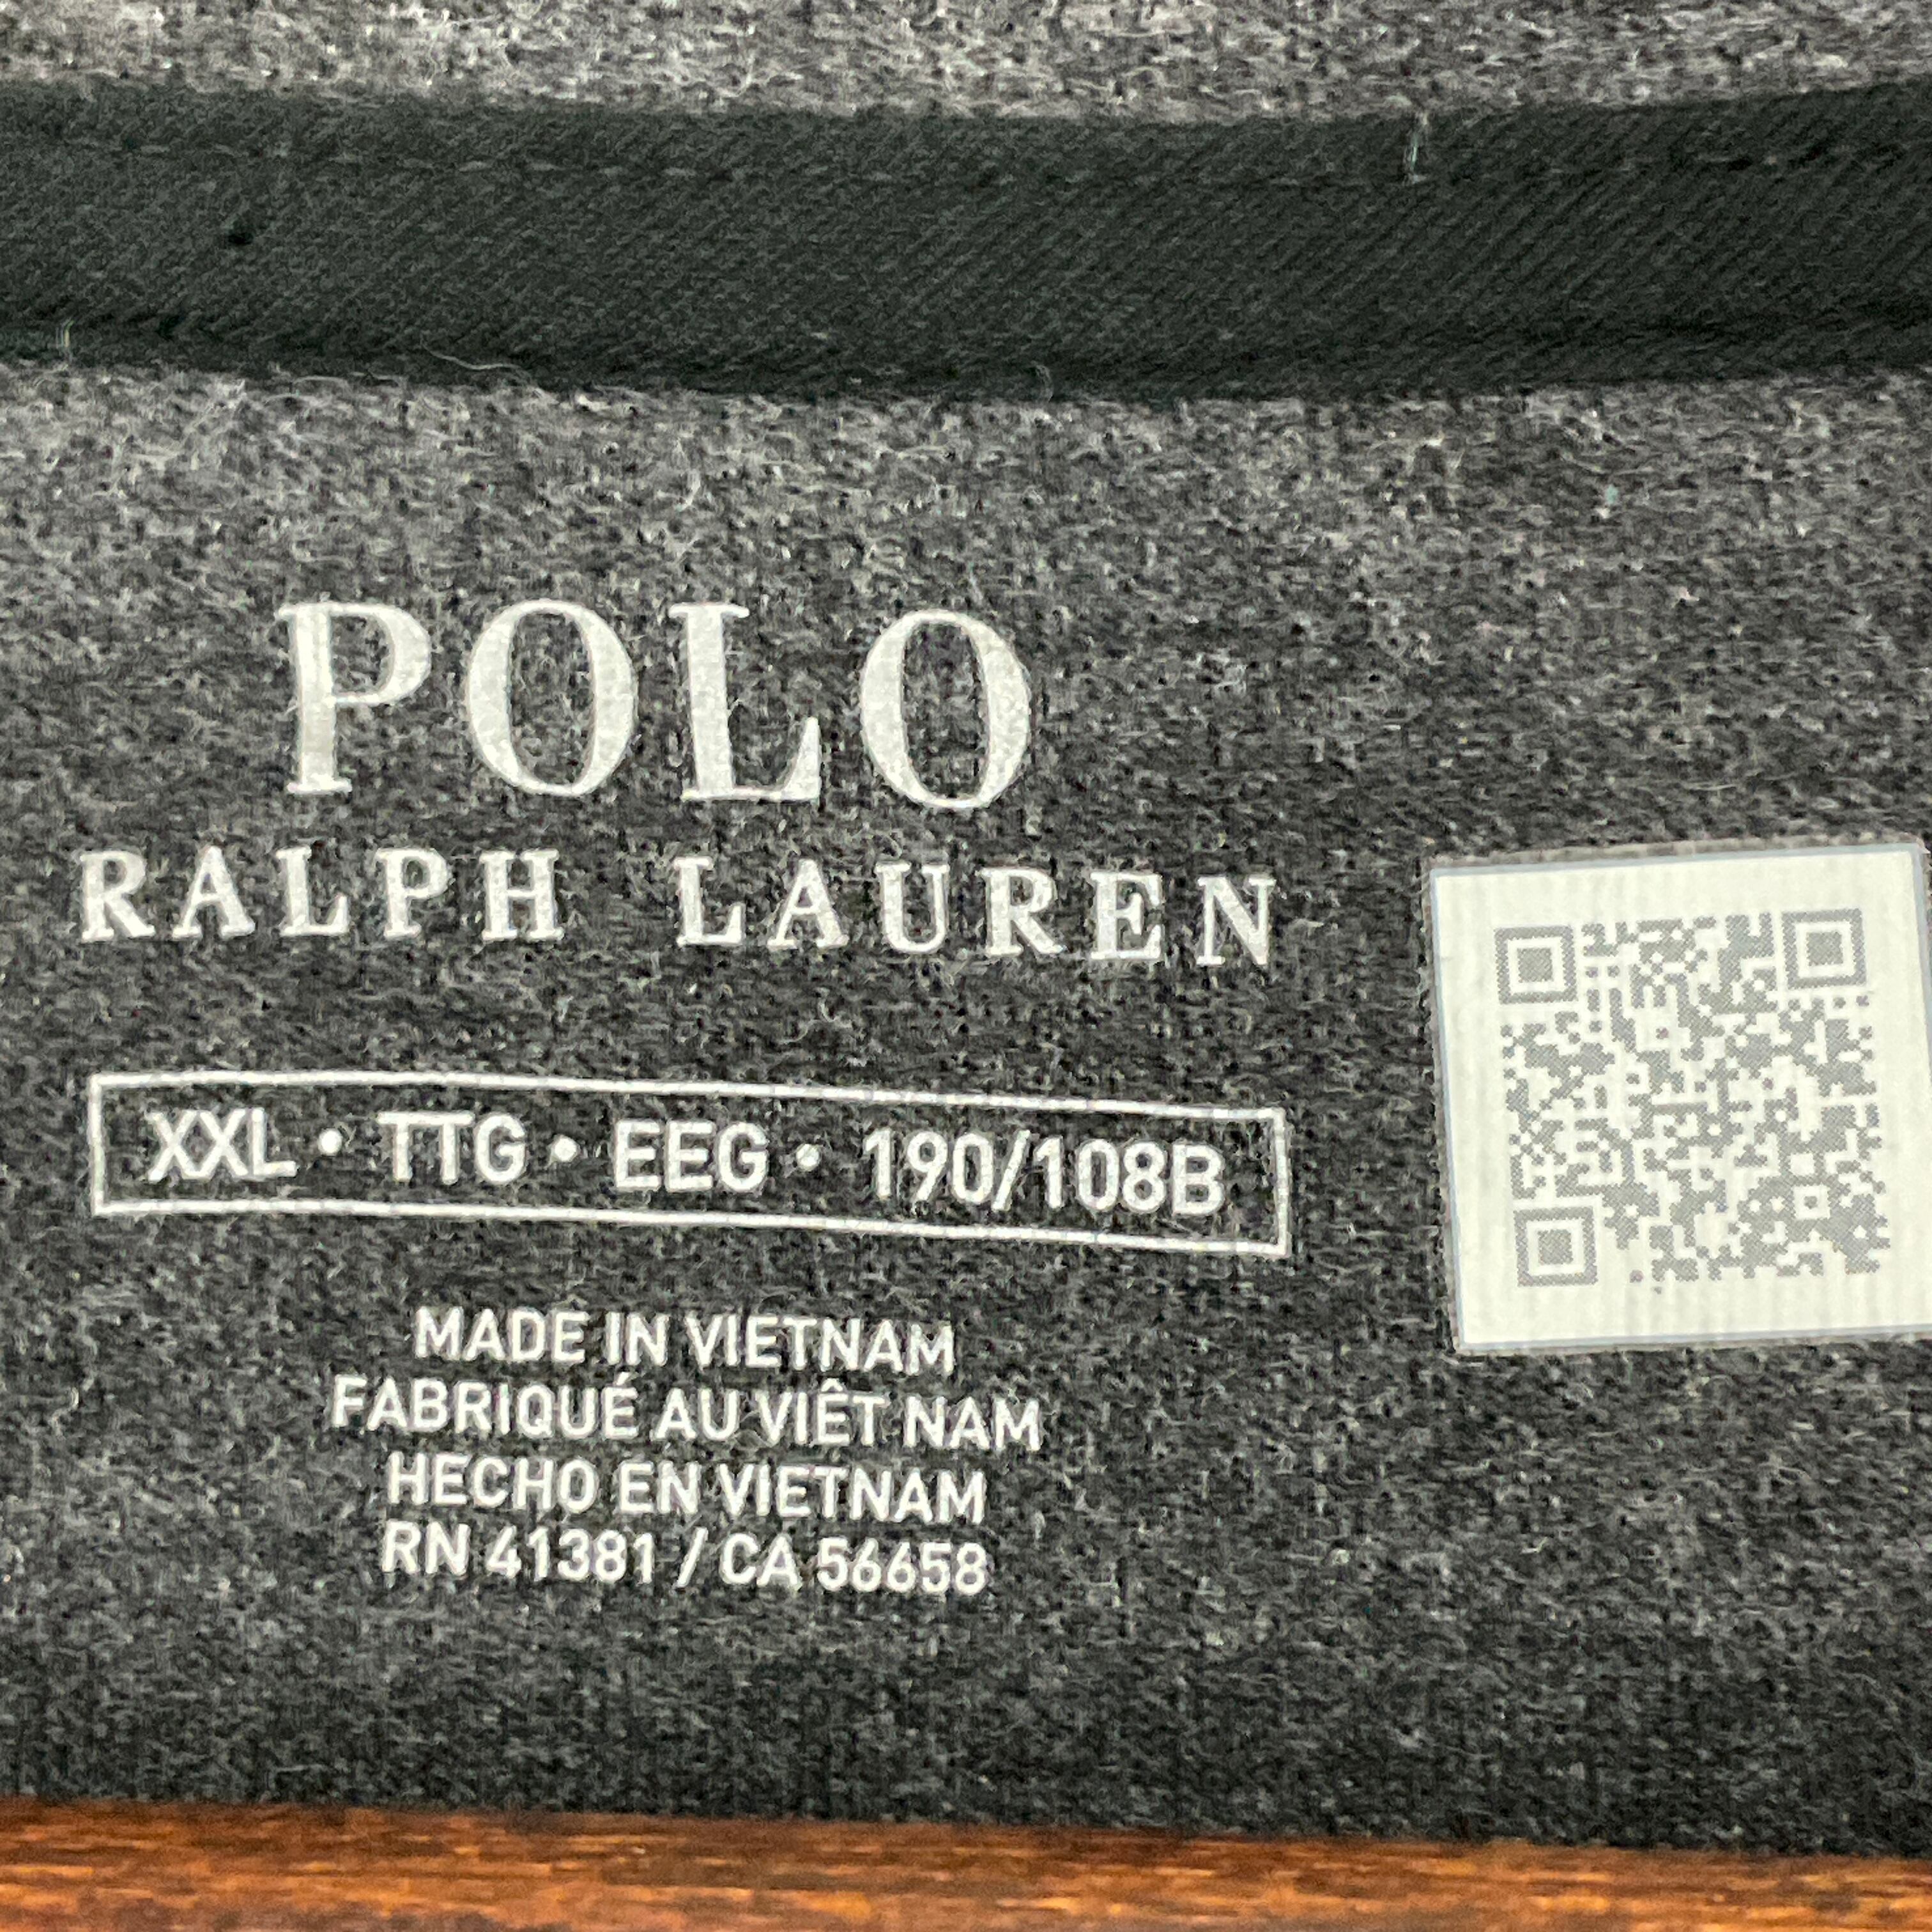 POLO
RALPH LAUREN
XXL • TTG • EEG • 190/108B
MADE IN VIETNAM
FABRIQUÉ AU VIÊT NAM
HECHO EN VIETNAM
RN 41381 / CA 56658